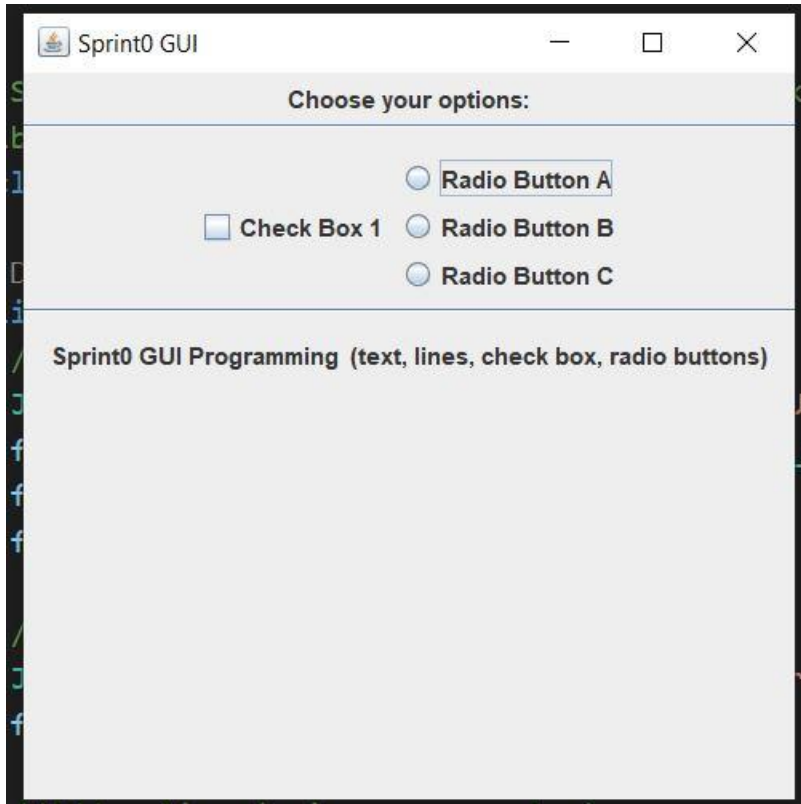 Sprint0 GUI
Choose your options:
Radio Button A
Check Box 1 Radio Button B
Radio Button C
Sprint0 GUI Programming (text, lines, check box, radio buttons)